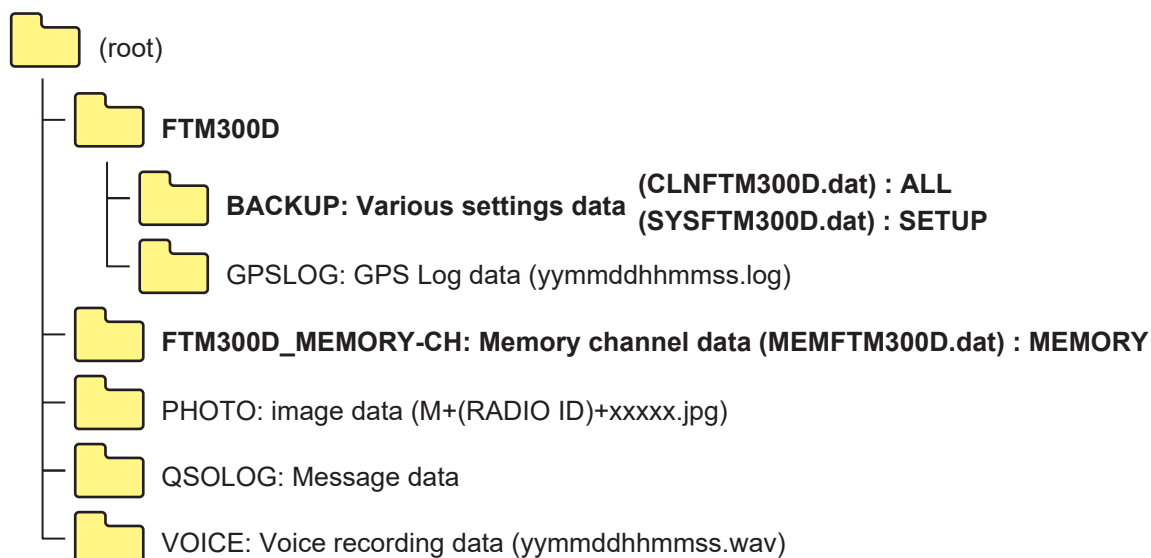 (root)
FTM300D
BACKUP: Various settings data (CLNFTM300D.dat) : ALL
(SYSFTM300D.dat) : SETUP
GPSLOG: GPS Log data (yymmddhhmmss.log)
FTM300D_MEMORY-CH: Memory channel data (MEMFTM300D.dat) : MEMORY
PHOTO: image data (M+(RADIO ID)+xxxxx.jpg)
QSOLOG: Message data
VOICE: Voice recording data (yymmddhhmmss.wav)